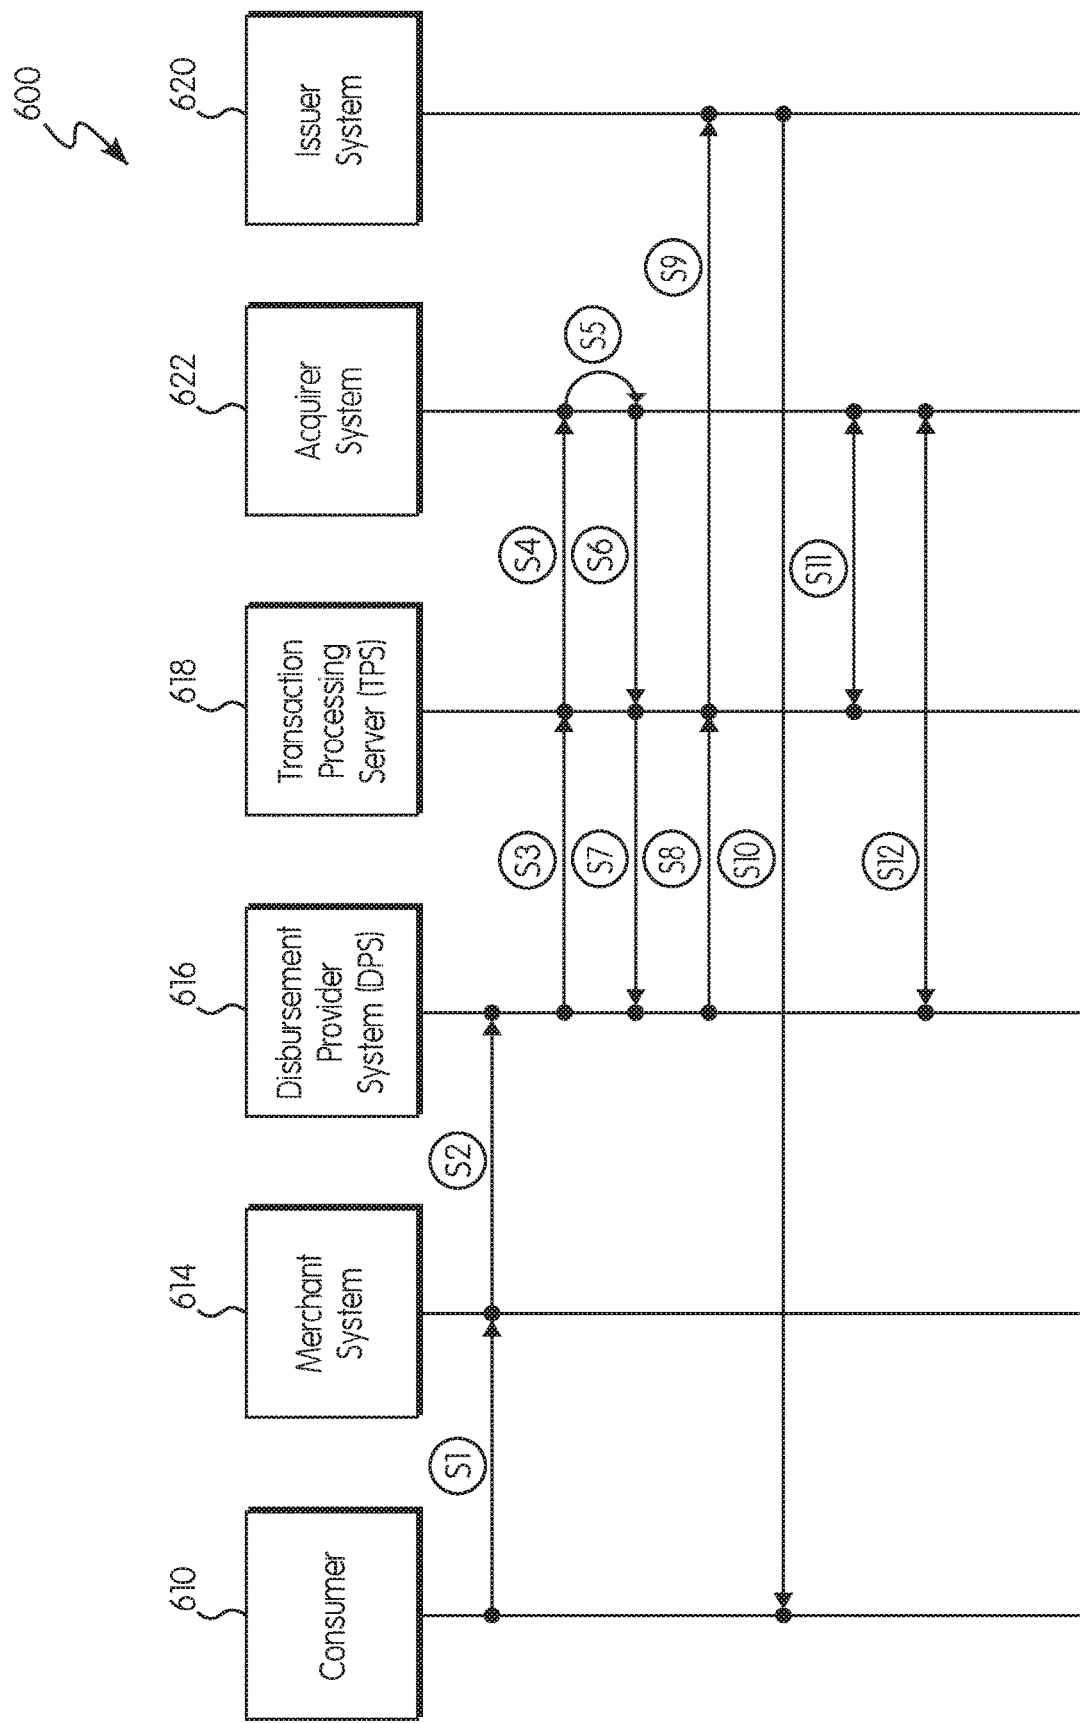 600
610
Consumer
614
Merchant
System
616
Disbursement
Provider
System (DPS)
618
Transaction
Processing
Server (TPS)
622
Acquirer
System
620
Issuer
System
S1
S2
S3
S4
S5
S7
S6
S8
S9
S10
S11
S12